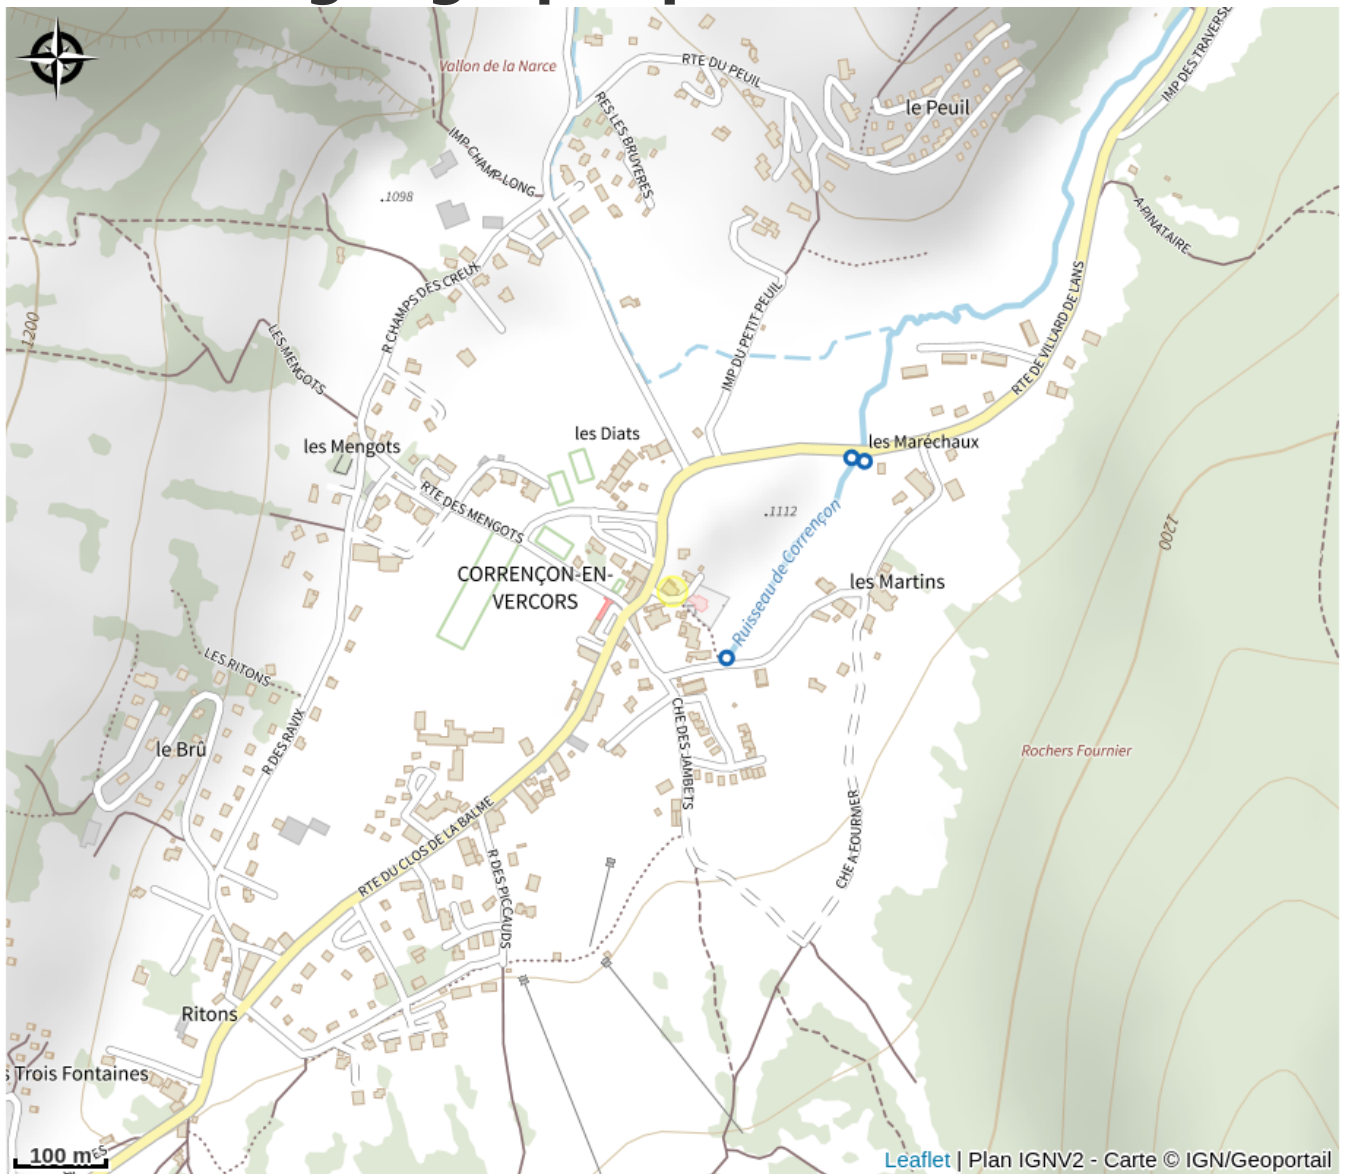 Vallon de la Narce
RTE DU PEUIL
IMP DES TRAVERSE
le Peuil
RES LES BRUYERES
IMP CHAMP LONG
.1098
A PINATAIRE
R CHAMPS DES CREUX
1200
LES MENGOTS
IMP DU PETIT PEUIL
RTE DE VILLARD DE LANS
les Diats
les Maréchaux
les Mengots
RTE DES MENGOTS
.1112
1200
Ruisseau de Corrençon
CORRENÇON-EN-
VERCORS
les Martins
LES RITONS
le Brû
R DES RAVIX
CHE DES JAMBETS
Rochers Fournier
RTE DU CLOS DE LA BALME
CHE A FOURNIER
R DES PICCAUDS
Ritons
s Trois Fontaines
100 m
ES
Leaflet | Plan IGNV2 - Carte © IGN/Geoportail